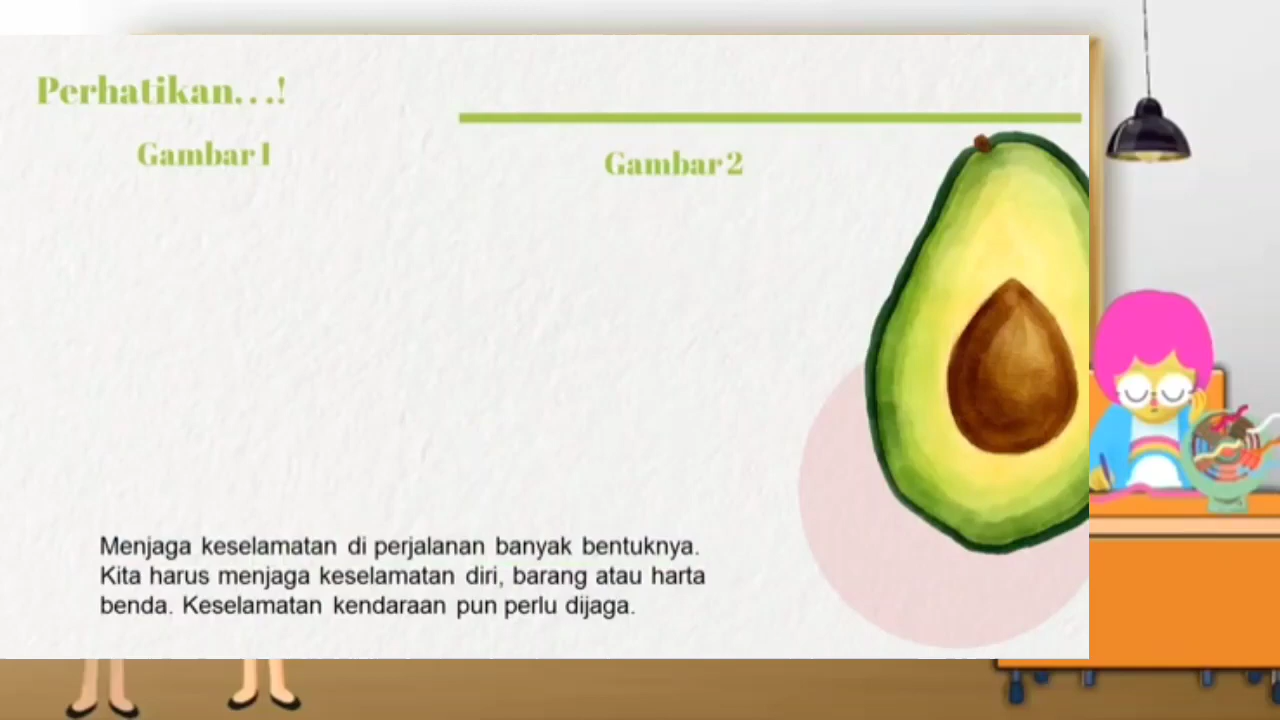 Perhatikan...!
Gambar 1
Gambar 2
Menjaga keselamatan di perjalanan banyak bentuknya.
Kita harus menjaga keselamatan diri, barang atau harta
benda. Keselamatan kendaraan pun perlu dijaga.